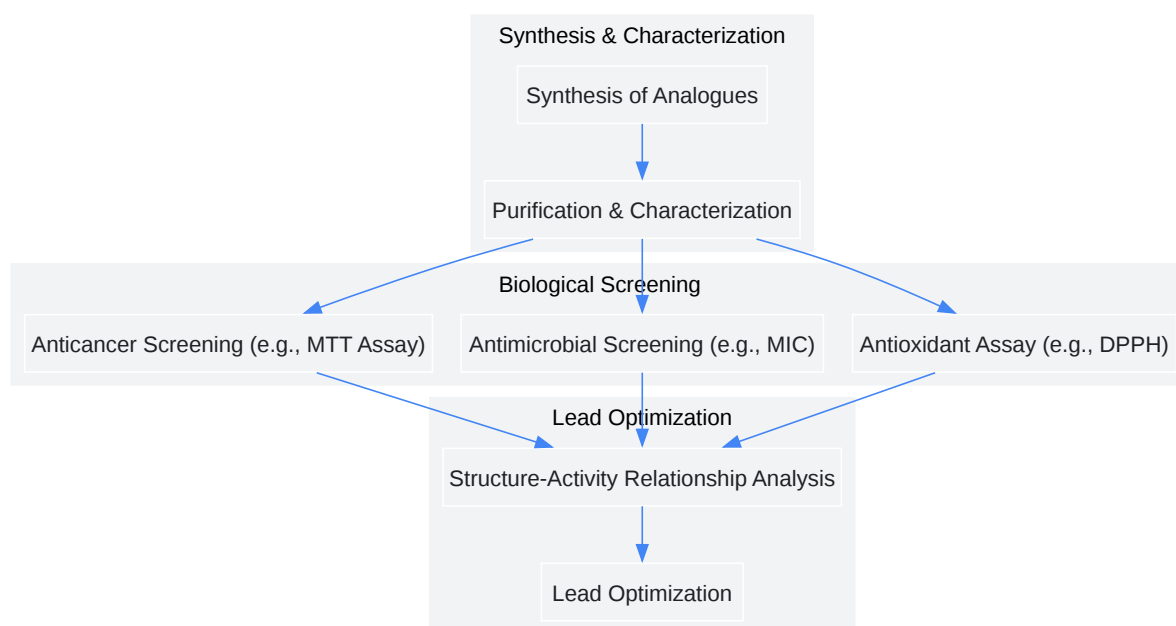 Synthesis & Characterization
Synthesis of Analogues
Purification & Characterization
Biological Screening
Anticancer Screening (e.g., MTT Assay)
Antimicrobial Screening (e.g., MIC)
Antioxidant Assay (e.g., DPPH)
Lead Optimization
Structure-Activity Relationship Analysis
Lead Optimization